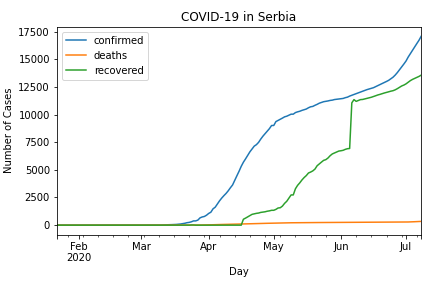 COVID-19 in Serbia
confirmed
deaths
recovered
Number of Cases
17500
15000
12500
10000
7500
5000
2500
0
Feb
2020
Mar
Apr
May
Jun
Jul
Day